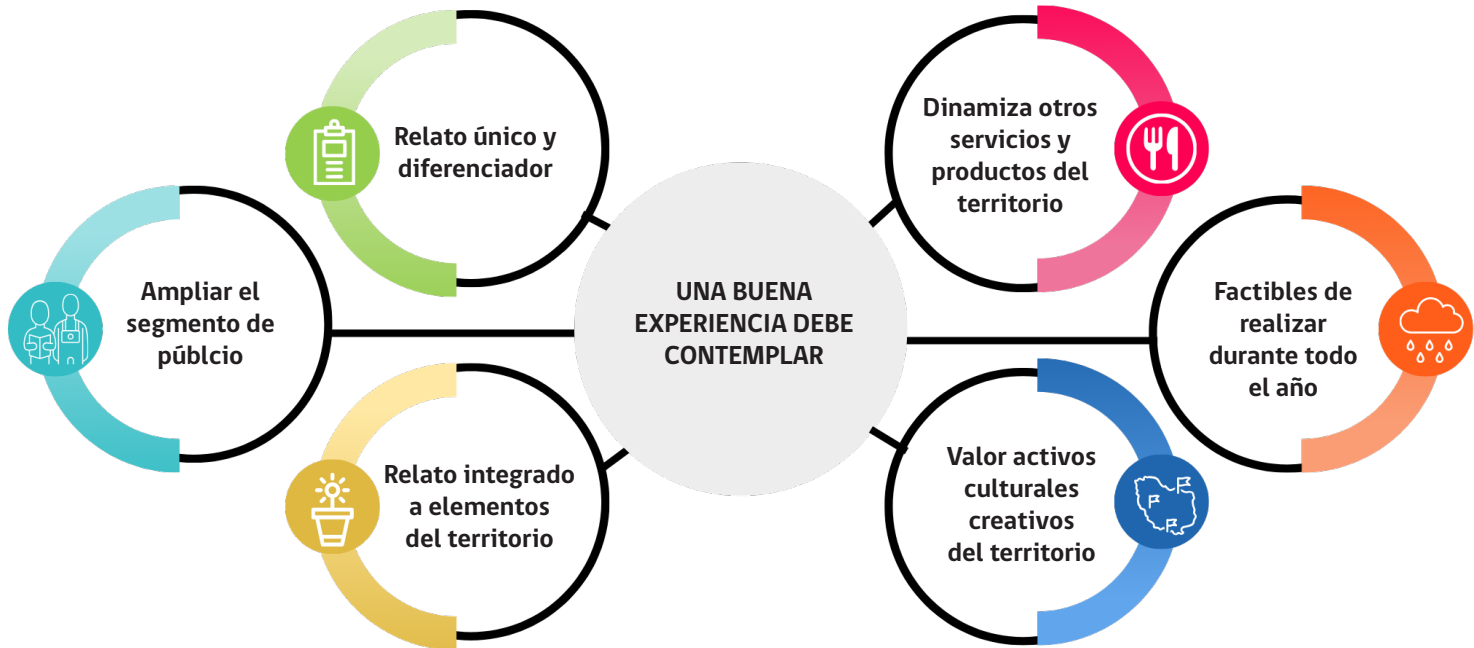 Relato único y
diferenciador
Dinamiza otros
servicios y
productos del
territorio
Ampliar el
segmento de
públcio
UNA BUENA
EXPERIENCIA DEBE
CONTEMPLAR
Factibles de
realizar
durante todo
el año
Relato integrado
a elementos
del territorio
Valor activos
culturales
creativos
del territorio